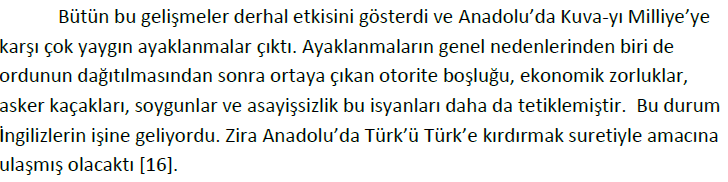 Bütün bu gelişmeler derhal etkisini gösterdi ve Anadolu’da Kuva-yı Milliye’ye
karşı çok yaygın ayaklanmalar çıktı. Ayaklanmaların genel nedenlerinden biri de
ordunun dağıtılmasından sonra ortaya çıkan otorite boşluğu, ekonomik zorluklar,
asker kaçakları, soygunlar ve asayişsizlik bu isyanları daha da tetiklemiştir.  Bu durum
İngilizlerin işine geliyordu. Zira Anadolu’da Türk’ü Türk’e kırdırmak suretiyle amacına
ulaşmış olacaktı [16].